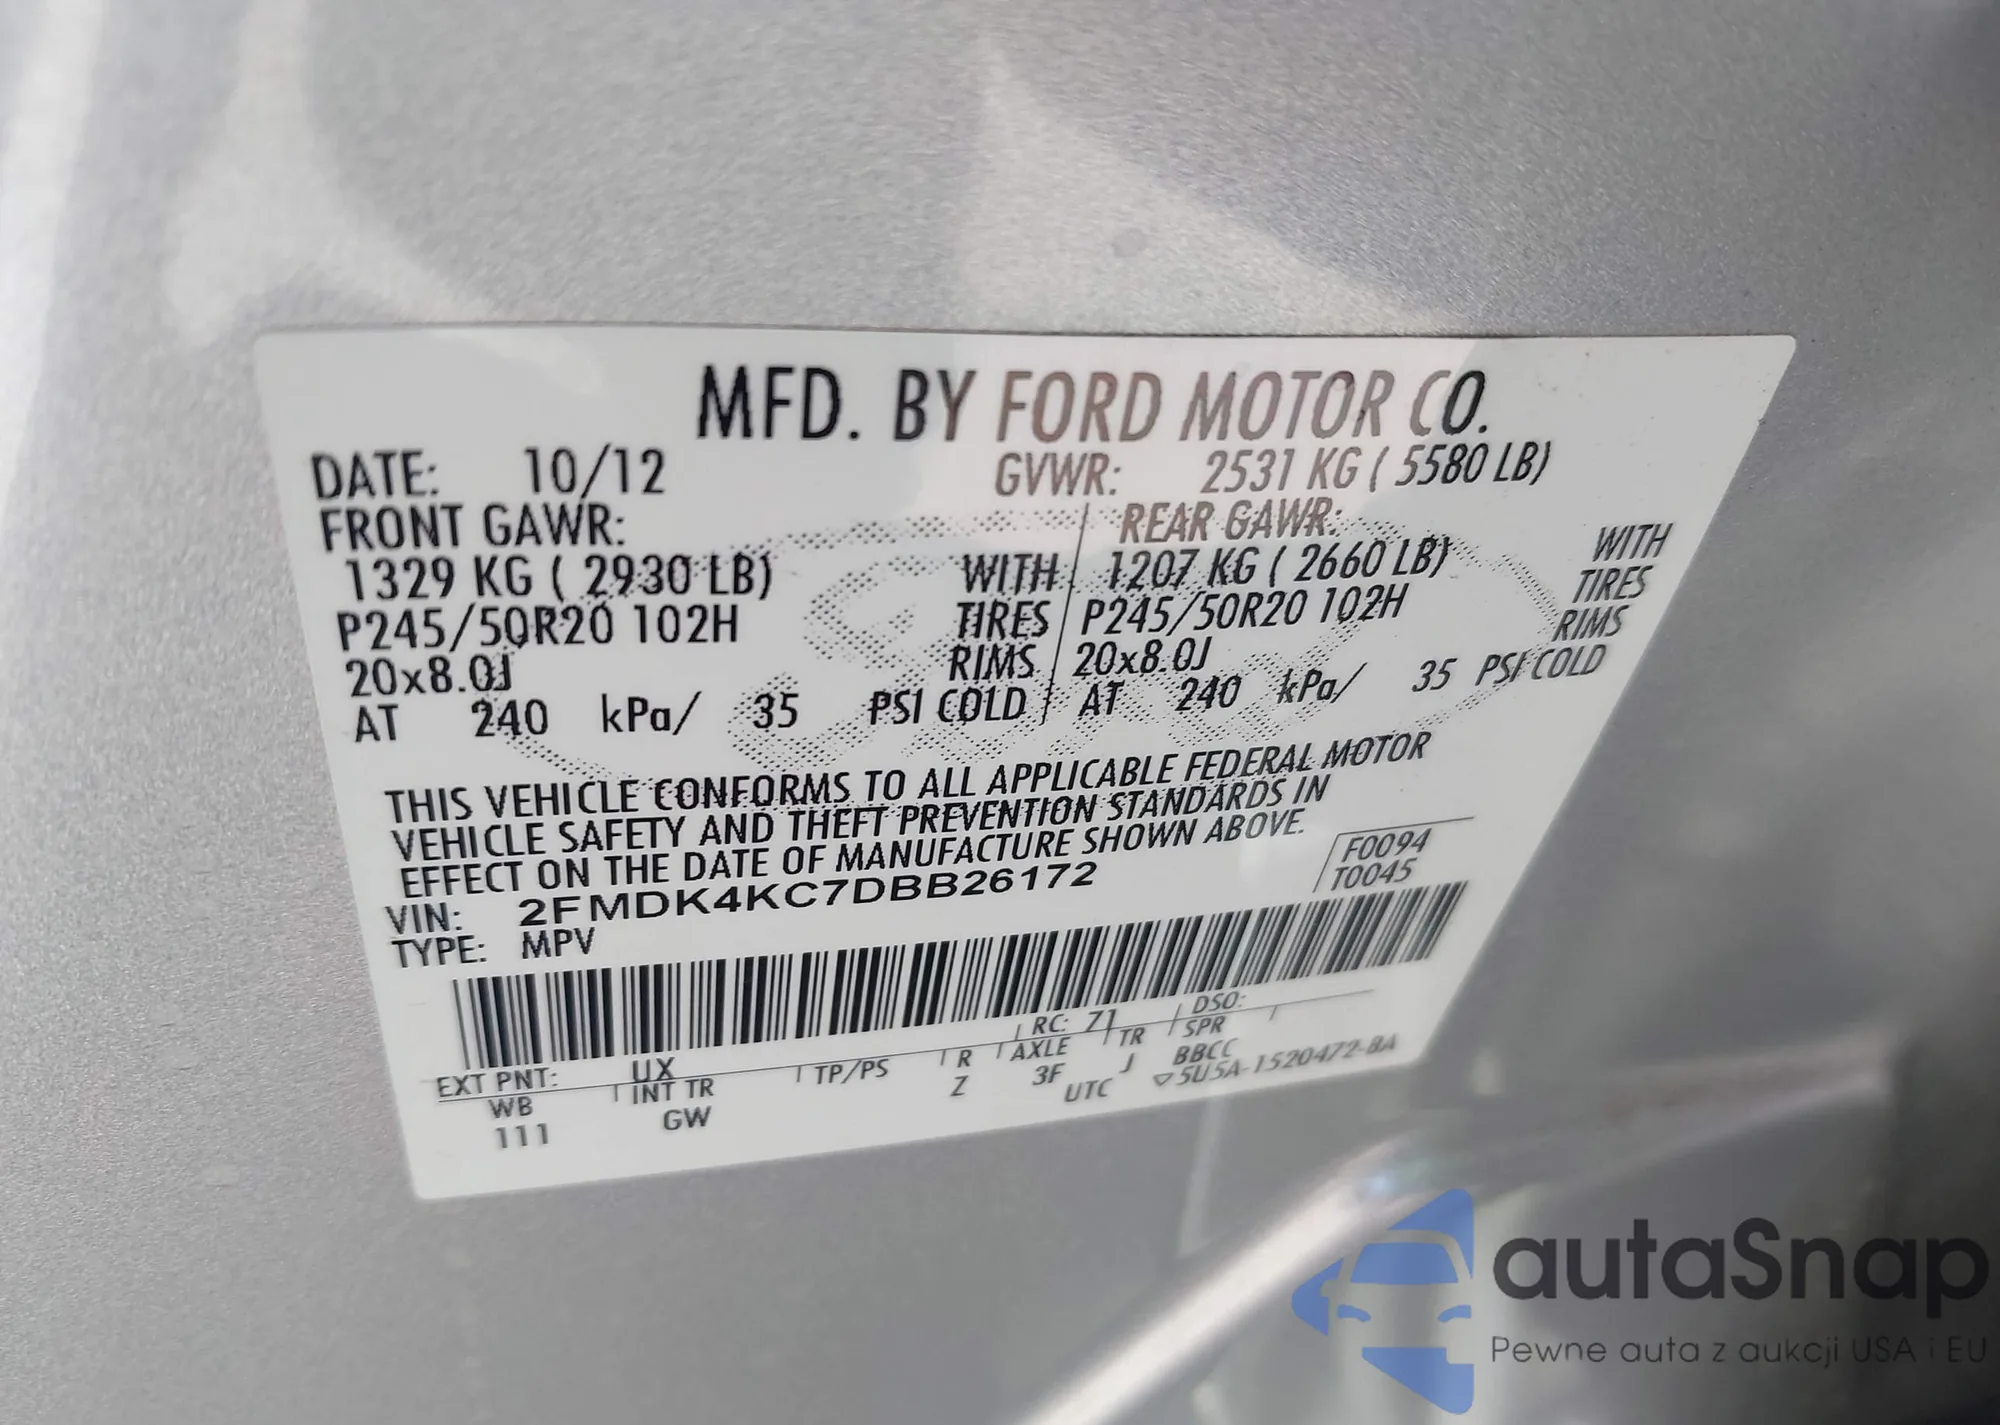 MFD. BY FORD MOTOR CO.
DATE: 10/12 GVWR: 2531 KG ( 5580 LB)
FRONT GAWR: REAR GAWR:
1329 KG ( 2930 LB) WITH 1207 KG ( 2660 LB) WITH
P245/50R20 102H TIRES P245/50R20 102H TIRES
20x8.0J RIMS 20x8.0J RIMS
AT 240 kPa/ 35 PSI COLD AT 240 kPa/ 35 PSI COLD
THIS VEHICLE CONFORMS TO ALL APPLICABLE FEDERAL MOTOR
VEHICLE SAFETY AND THEFT PREVENTION STANDARDS IN
EFFECT ON THE DATE OF MANUFACTURE SHOWN ABOVE.
F0094
T0045
VIN: 2FMDK4KC7DBB26172
TYPE: MPV
EXT PNT: UX RC: 71 DSO:
WB INT TR TP/PS R AXLE TR SPR
111 GW Z 3F J BBCC
UTC ▽5U5A-1520472-BA
autaSnap
Pewne auta z aukcji USA i EU